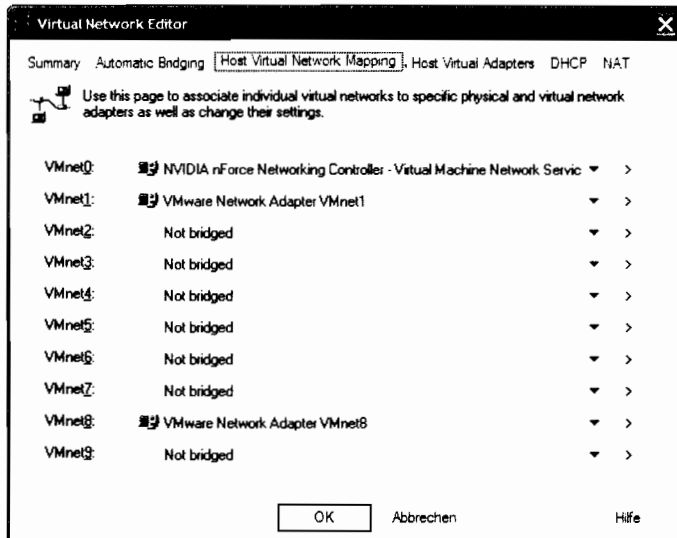 Virtual Network Editor
Summary Automatic Bridging Host Virtual Network Mapping Host Virtual Adapters DHCP NAT
Use this page to associate individual virtual networks to specific physical and virtual network
adapters as well as change their settings.
VMnet0: NVIDIA nForce Networking Controller - Virtual Machine Network Servic >
VMnet1: VMware Network Adapter VMnet1 >
VMnet2: Not bridged >
VMnet3: Not bridged >
VMnet4: Not bridged >
VMnet5: Not bridged >
VMnet6: Not bridged >
VMnet7: Not bridged >
VMnet8: VMware Network Adapter VMnet8 >
VMnet9: Not bridged >
OK Abbrechen Hilfe